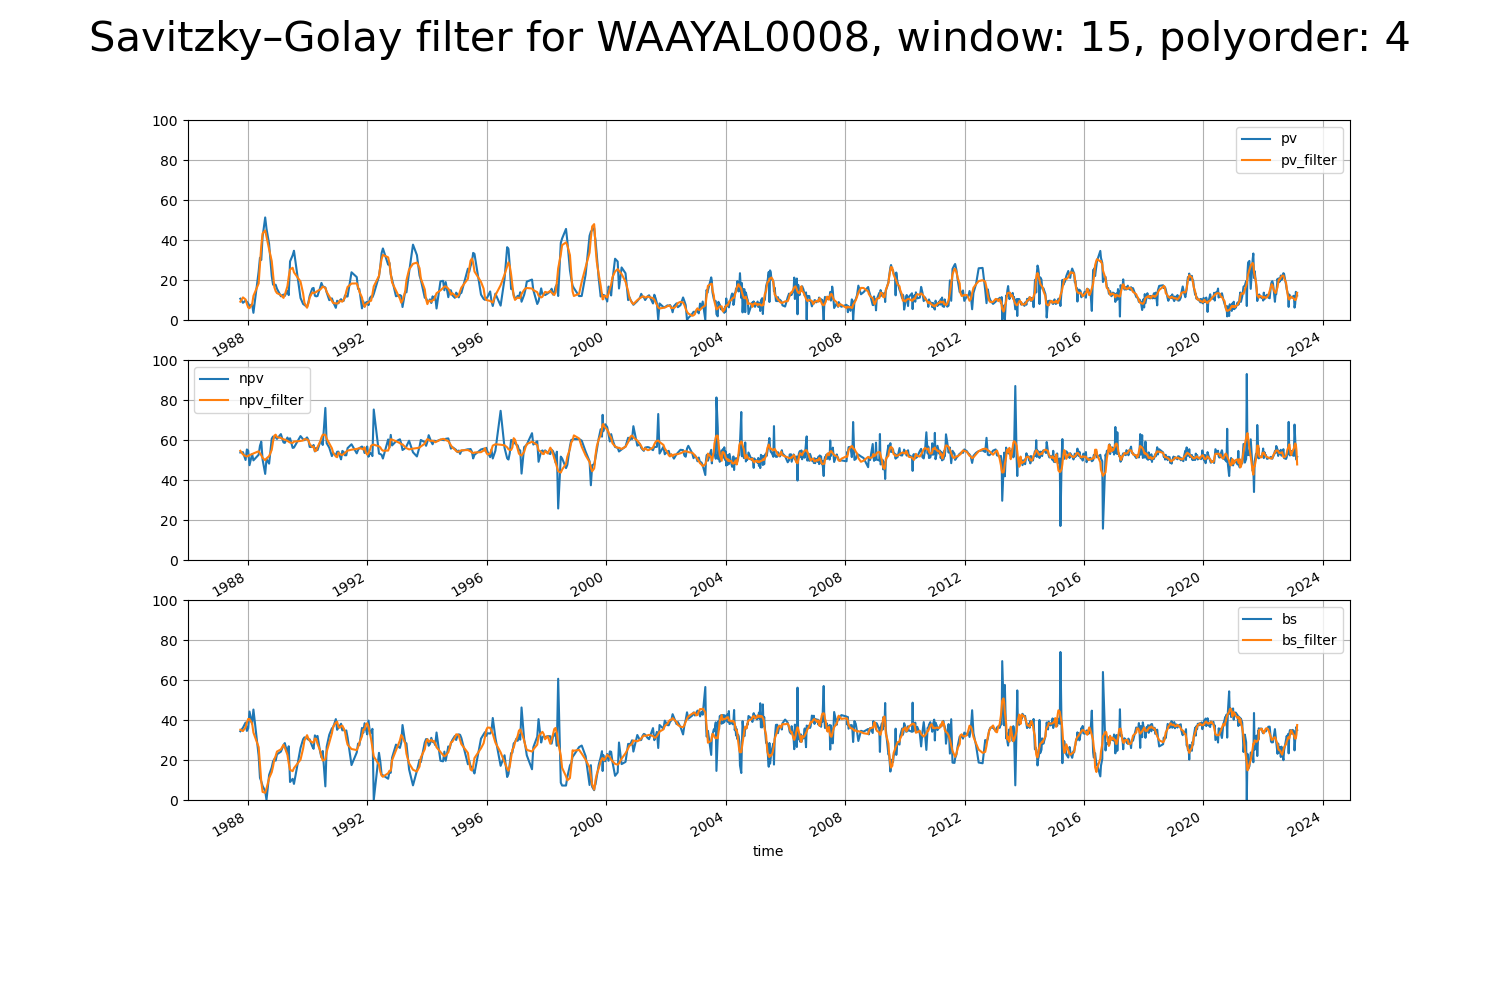 Savitzky–Golay filter for WAAYAL0008, window: 15, polyorder: 4
100
80
60
40
20
0
pv
pv_filter
1988 1992 1996 2000 2004 2008 2012 2016 2020 2024
100
80
60
40
20
0
npv
npv_filter
1988 1992 1996 2000 2004 2008 2012 2016 2020 2024
100
80
60
40
20
0
bs
bs_filter
1988 1992 1996 2000 2004 2008 2012 2016 2020 2024
time